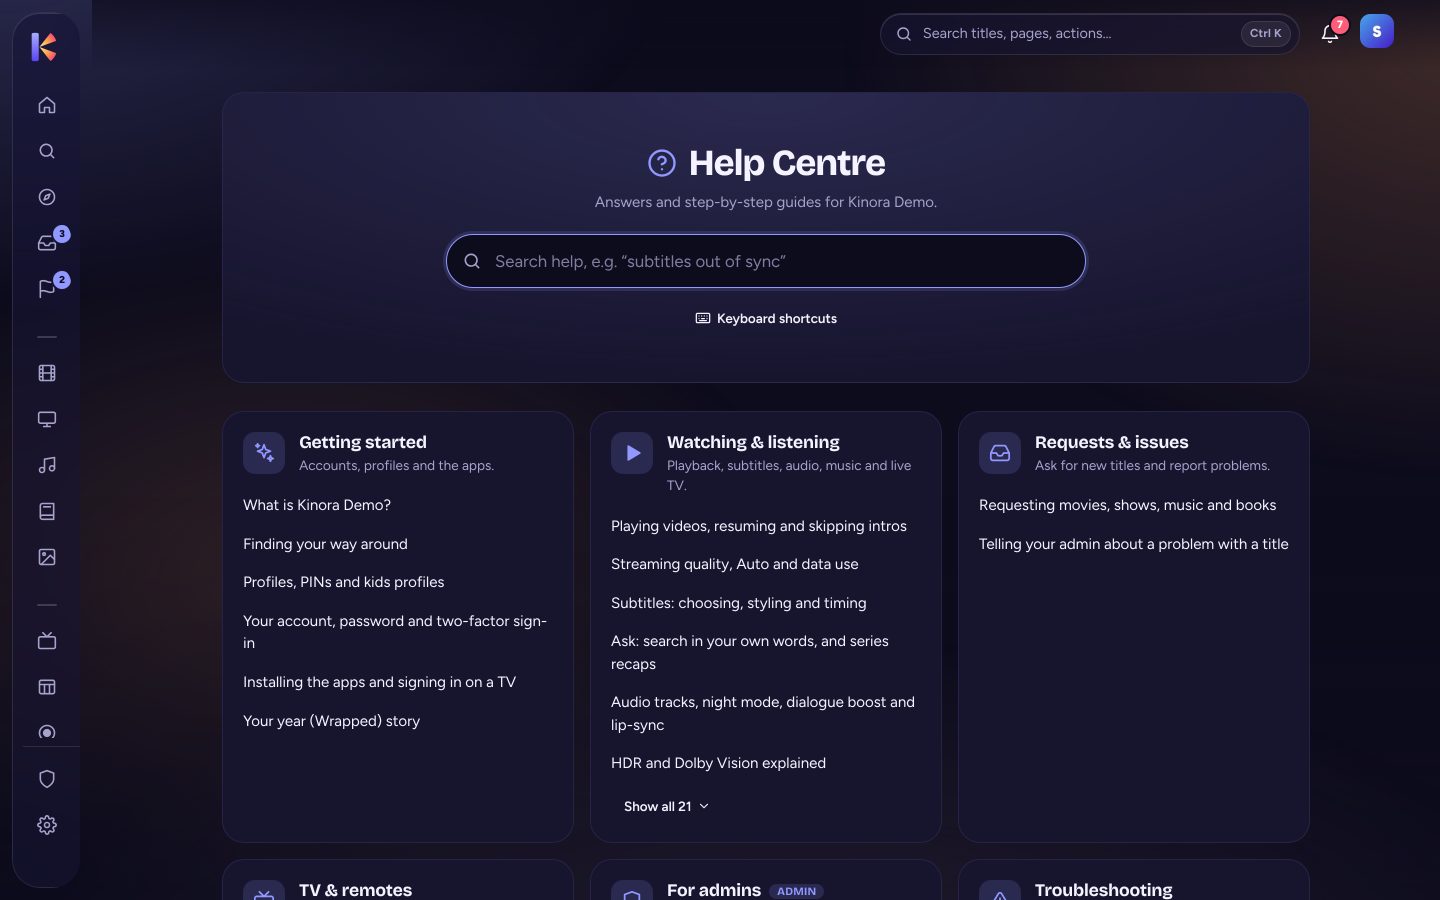 Search titles, pages, actions...
Ctrl K
7
S
3
2
Help Centre
Answers and step-by-step guides for Kinora Demo.
Search help, e.g. “subtitles out of sync”
Keyboard shortcuts
Getting started
Accounts, profiles and the apps.
What is Kinora Demo?
Finding your way around
Profiles, PINs and kids profiles
Your account, password and two-factor sign-
in
Installing the apps and signing in on a TV
Your year (Wrapped) story
Watching & listening
Playback, subtitles, audio, music and live
TV.
Playing videos, resuming and skipping intros
Streaming quality, Auto and data use
Subtitles: choosing, styling and timing
Ask: search in your own words, and series
recaps
Audio tracks, night mode, dialogue boost and
lip-sync
HDR and Dolby Vision explained
Show all 21
Requests & issues
Ask for new titles and report problems.
Requesting movies, shows, music and books
Telling your admin about a problem with a title
TV & remotes
For admins ADMIN
Troubleshooting